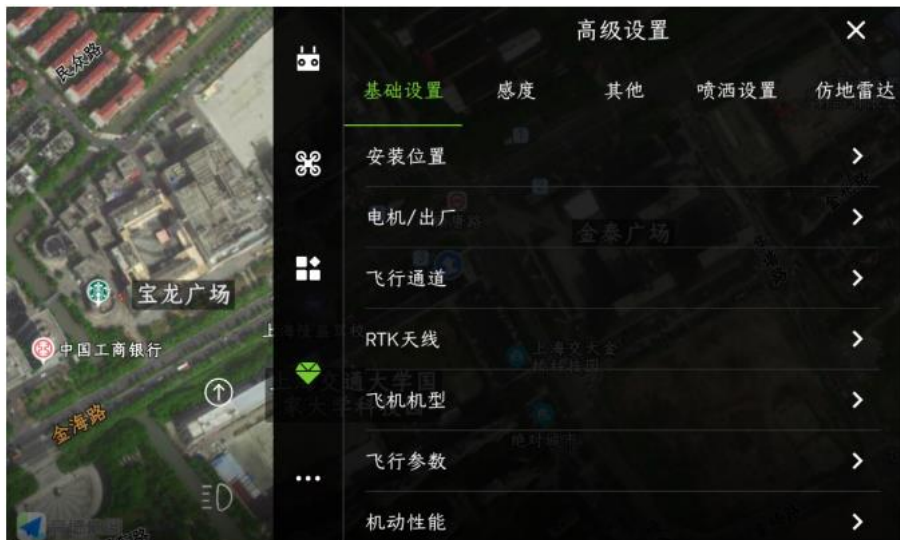 民众路
宝龙广场
中国工商银行
金海路
高级设置
基础设置
感度
其他
喷洒设置
仿地雷达
安装位置
电机/出厂
飞行通道
金泰广场
RTK天线
飞机机型
飞行参数
机动性能